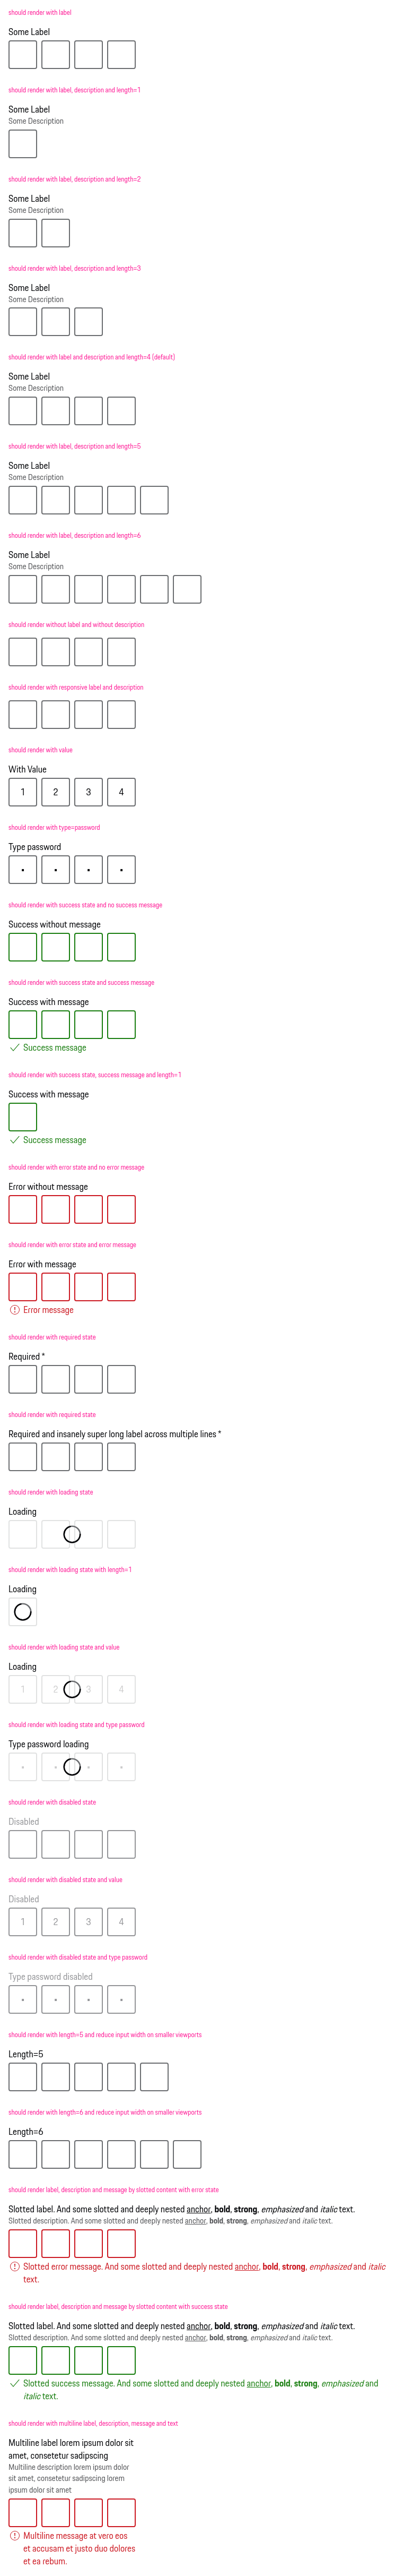 should render with label
Some Label
should render with label, description and length=1
Some Label
Some Description
should render with label, description and length=2
Some Label
Some Description
should render with label, description and length=3
Some Label
Some Description
should render with label and description and length=4 (default)
Some Label
Some Description
should render with label, description and length=5
Some Label
Some Description
should render with label, description and length=6
Some Label
Some Description
should render without label and without description
should render with responsive label and description
should render with value
With Value
1 2 3 4
should render with type=password
Type password
• • • •
should render with success state and no success message
Success without message
should render with success state and success message
Success with message
Success message
should render with success state, success message and length=1
Success with message
Success message
should render with error state and no error message
Error without message
should render with error state and error message
Error with message
Error message
should render with required state
Required *
should render with required state
Required and insanely super long label across multiple lines *
should render with loading state
Loading
should render with loading state with length=1
Loading
should render with loading state and value
Loading
1 2 3 4
should render with loading state and type password
Type password loading
• • • •
should render with disabled state
Disabled
should render with disabled state and value
Disabled
1 2 3 4
should render with disabled state and type password
Type password disabled
• • • •
should render with length=5 and reduce input width on smaller viewports
Length=5
should render with length=6 and reduce input width on smaller viewports
Length=6
should render label, description and message by slotted content with error state
Slotted label. And some slotted and deeply nested anchor, bold, strong, emphasized and italic text.
Slotted description. And some slotted and deeply nested anchor, bold, strong, emphasized and italic text.
Slotted error message. And some slotted and deeply nested anchor, bold, strong, emphasized and italic
text.
should render label, description and message by slotted content with success state
Slotted label. And some slotted and deeply nested anchor, bold, strong, emphasized and italic text.
Slotted description. And some slotted and deeply nested anchor, bold, strong, emphasized and italic text.
Slotted success message. And some slotted and deeply nested anchor, bold, strong, emphasized and
italic text.
should render with multiline label, description, message and text
Multiline label lorem ipsum dolor sit
amet, consetetur sadipscing
Multiline description lorem ipsum dolor
sit amet, consetetur sadipscing lorem
ipsum dolor sit amet
Multiline message at vero eos
et accusam et justo duo dolores
et ea rebum.